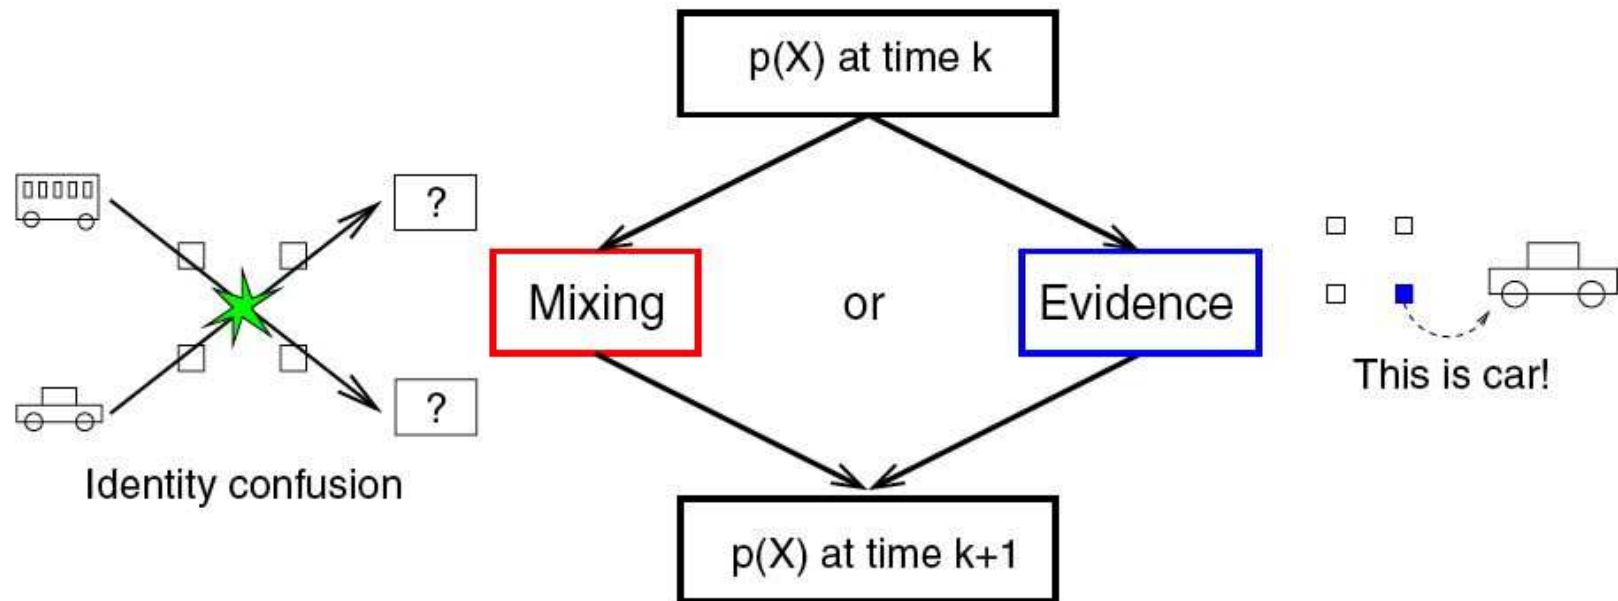 p(X) at time k
?
Mixing
or
Evidence
This is car!
?
Identity confusion
p(X) at time k+1